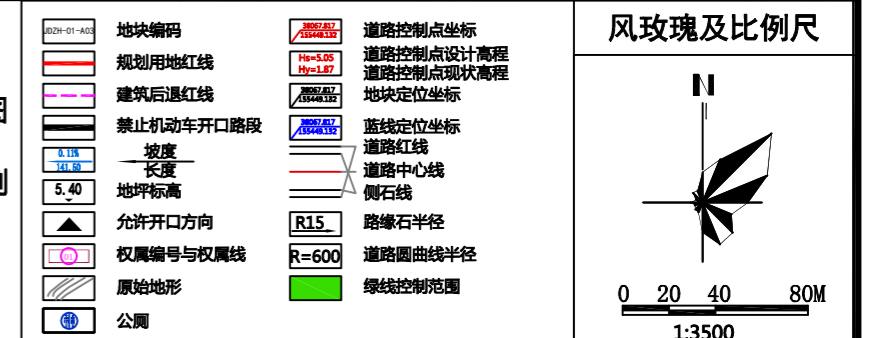 JDZH-01-A03 地块编码
规划用地红线
建筑后退红线
禁止机动车开口路段
0.11% 坡度
141.50 长度
5.40 地坪标高
允许开口方向
01 权属编号与权属线
原始地形
公厕
38067.817
155449.132 道路控制点坐标
Hs=5.05 道路控制点设计高程
Hy=1.87 道路控制点现状高程
38067.817
155449.132 地块定位坐标
38067.817
155449.132 蓝线定位坐标
道路红线
道路中心线
侧石线
R15 路缘石半径
R=600 道路圆曲线半径
绿线控制范围
风玫瑰及比例尺
N
0 20 40 80M
1:3500